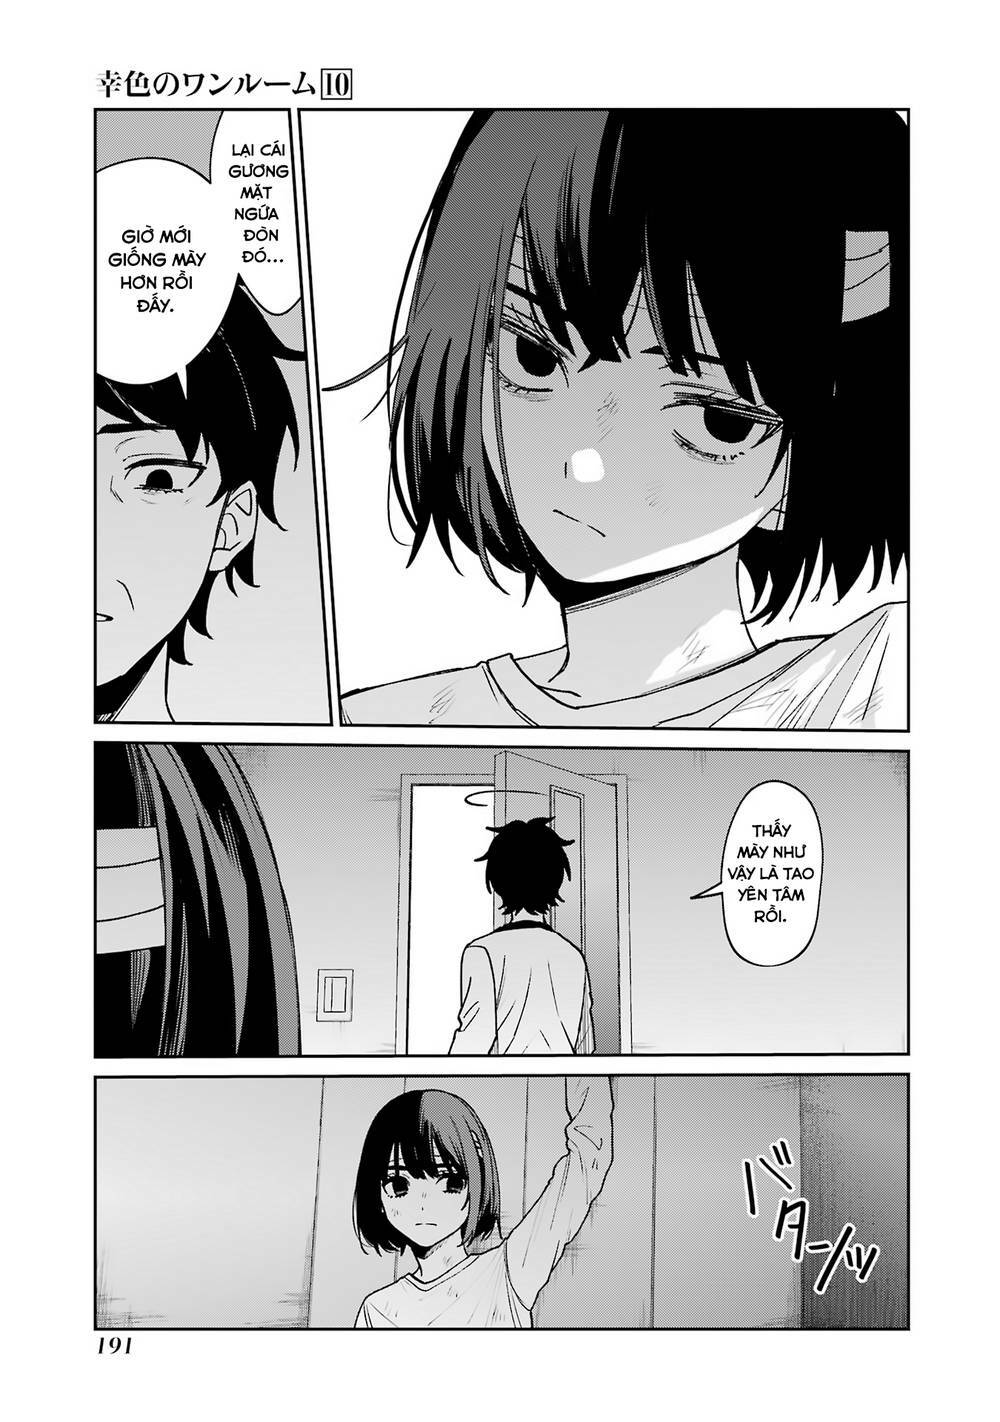 幸色のワンルーム10
LẠI CÁI
GƯƠNG
MẶT
NGỨA
ĐÒN
ĐÓ...
GIỜ MỚI
GIỐNG MÀY
HƠN RỒI
ĐẤY.
THẤY
MÀY NHƯ
VẬY LÀ TAO
YÊN TÂM
RỒI.
バターンッ
191